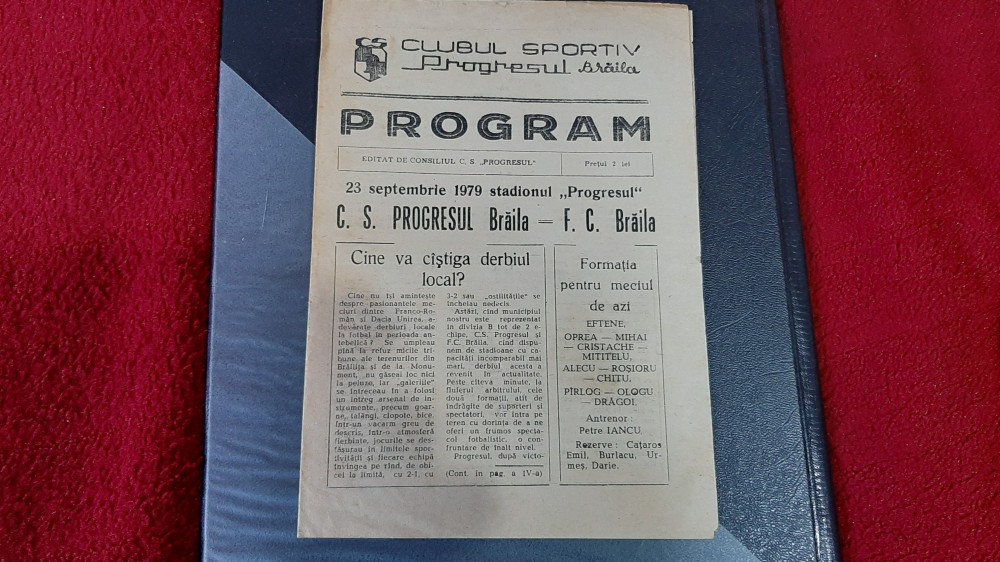 CS
CLUBUL SPORTIV
Progresul Brăila
PROGRAM
EDITAT DE CONSILIUL C. S. „PROGRESUL"
Prețul 2 lei
23 septembrie 1979 stadionul „Progresul"
C. S. PROGRESUL Brăila — F. C. Brăila
Cine va cîștiga derbiul
local?
Cine nu își amintește
despre pasionantele me-
ciuri dintre Franco-Ro-
mân și Dacia Unirea, a-
devărate derbiuri locale
la fotbal în perioada an-
tebelică? Se umpleau
pînă la refuz micile tri-
bune ale terenurilor din
Brăilița și de la Monu-
ment, nu găseai loc nici
la peluze, iar „galeriile"
se întreceau în a folosi
un întreg arsenal de in-
strumente, precum goar-
ne, talăngi, clopote, bice.
Într-un vacarm greu de
descris, într-o atmosferă
fierbinte, jocurile se des-
fășurau în limitele spor-
tivității și fiecare echipă
învingea pe rînd, de obi-
cei la limită, cu 2-1, cu
3-2 sau „ostilitățile" se
încheiau nedecis.
Astăzi, cînd municipiul
nostru este reprezentat
în divizia B tot de 2 e-
chipe, C.S. Progresul și
F.C. Brăila, cînd dispu-
nem de stadioane cu ca-
pacități incomparabil mai
mari, derbiul acesta a
revenit în actualitate.
Peste cîteva minute, la
fluierul arbitrului, cele
două formații, atît de
îndrăgite de suporteri și
spectatori, vor intra pe
teren cu dorința de a ne
oferi un frumos specta-
col fotbalistic, o con-
fruntare de înalt nivel.
Progresul, după victo-
(Cont. în pag. a IV-a)
Formația
pentru meciul
de azi
EFTENE,
OPREA — MIHAI
— CRISTACHE —
MITITELU,
ALECU — ROȘIORU
— CHIȚU,
PÎRLOG — OLOGU
— DRĂGOI,
Antrenor :
Petre IANCU.
Rezerve : Cațaros
Emil, Burlacu, Ur-
meș, Darie.